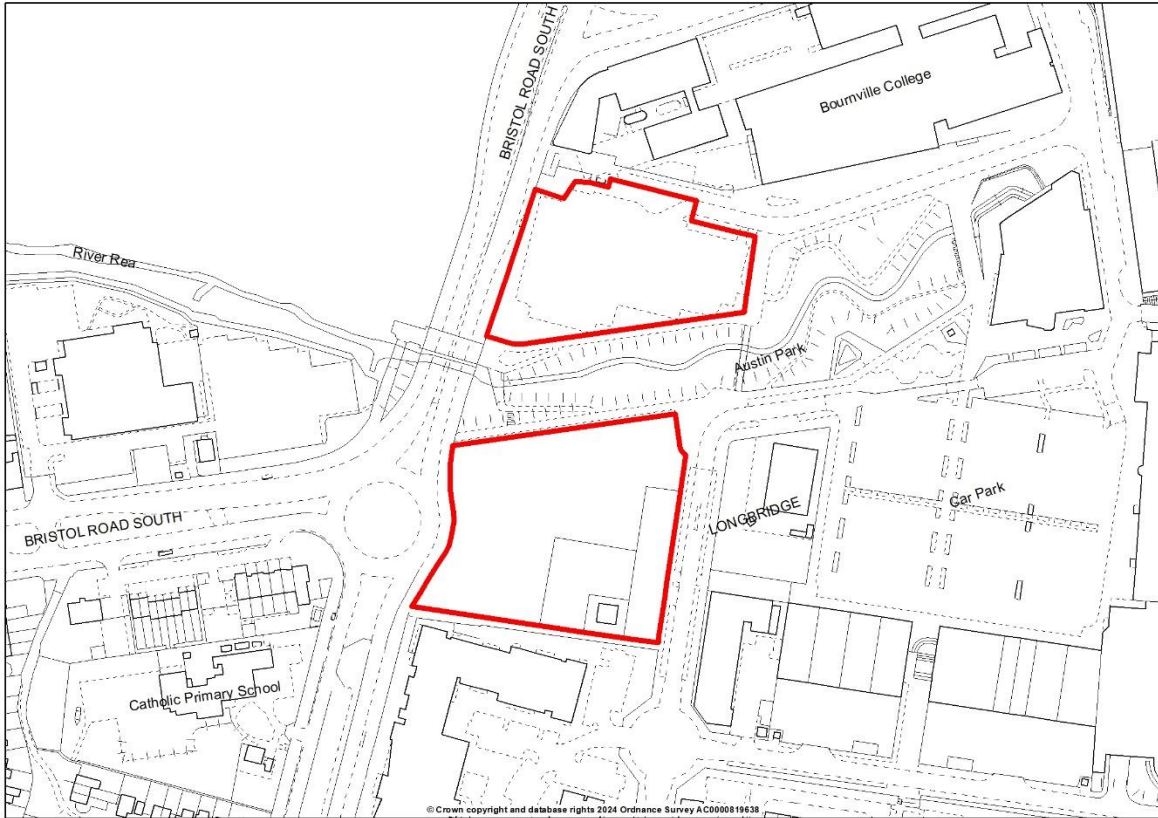 BRISTOL ROAD SOUTH
Bournville College
River Rea
Austin Park
BRISTOL ROAD SOUTH
LONGBRIDGE
Car Park
Catholic Primary School
© Crown copyright and database rights 2024 Ordnance Survey AC0000819638